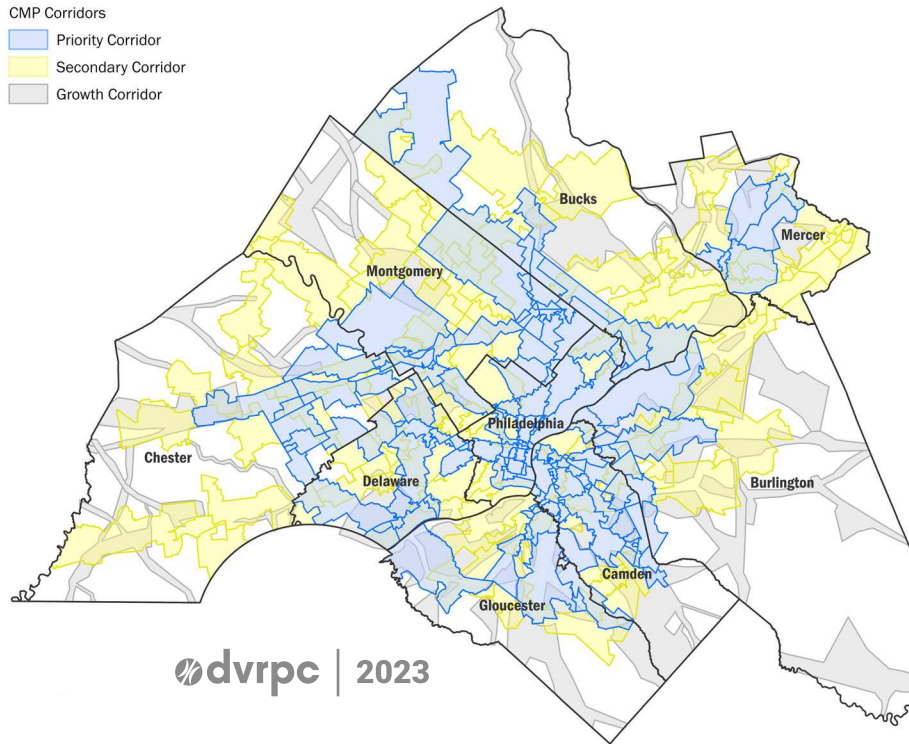 CMP Corridors
Priority Corridor
Secondary Corridor
Growth Corridor
Bucks
Mercer
Montgomery
Philadelphia
Chester
Delaware
Burlington
Camden
Gloucester
dvrpc | 2023